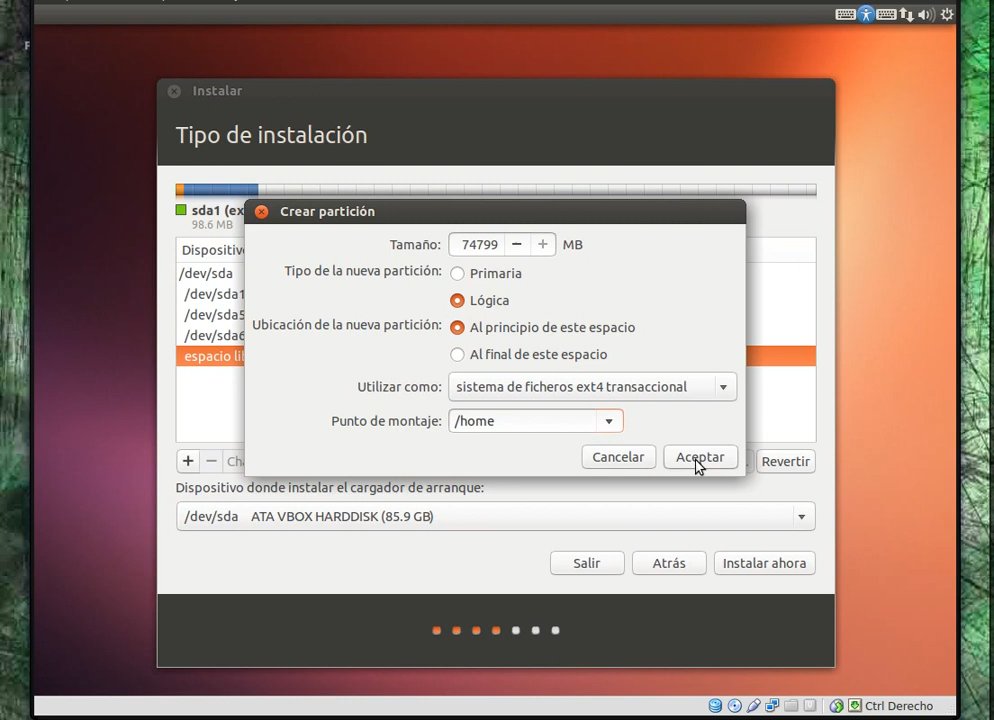 Instalar
Tipo de instalación
sda1 (ex
98.6 MB
Crear partición
Tamaño: 74799 MB
Tipo de la nueva partición: Primaria
Lógica
Ubicación de la nueva partición: Al principio de este espacio
Al final de este espacio
Utilizar como: sistema de ficheros ext4 transaccional
Punto de montaje: /home
Cancelar Aceptar
Dispositiv
/dev/sda
/dev/sda1
/dev/sda5
/dev/sda6
espacio li
+ − Ch Revertir
Dispositivo donde instalar el cargador de arranque:
/dev/sda ATA VBOX HARDDISK (85.9 GB)
Salir Atrás Instalar ahora
Ctrl Derecho